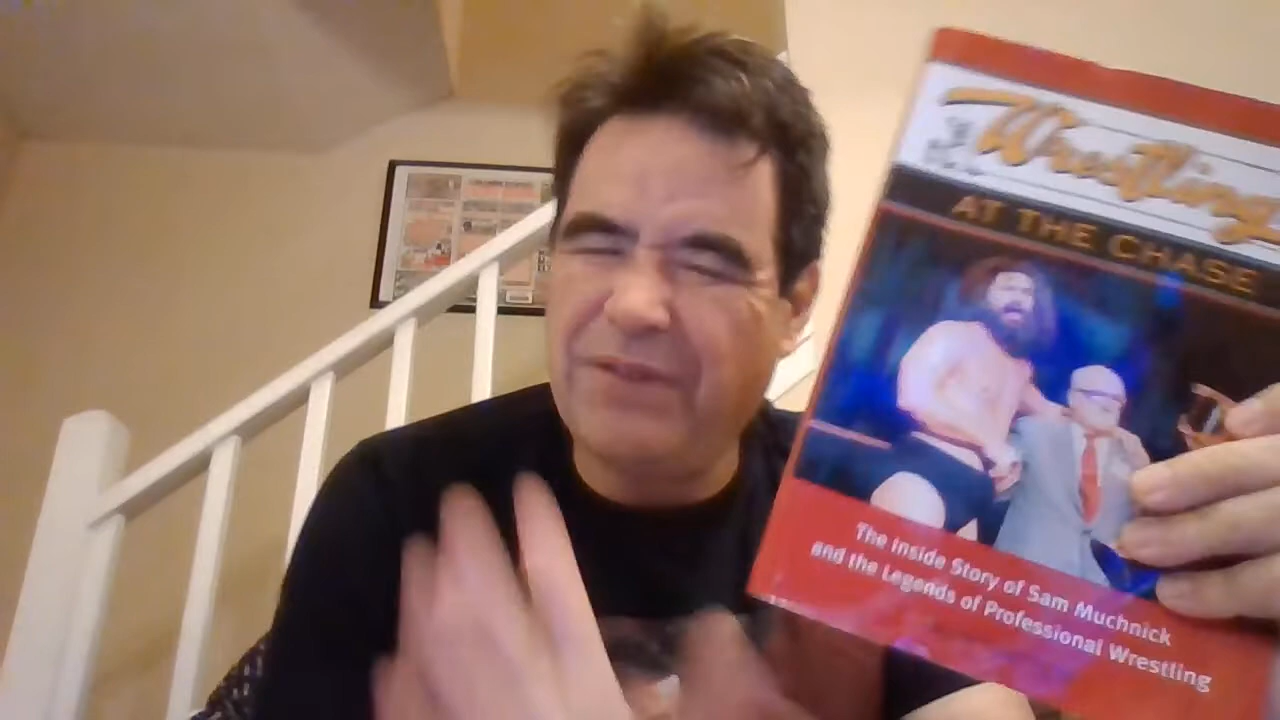 Wrestling
AT THE CHASE
The Inside Story of Sam Muchnick
and the Legends of Professional Wrestling